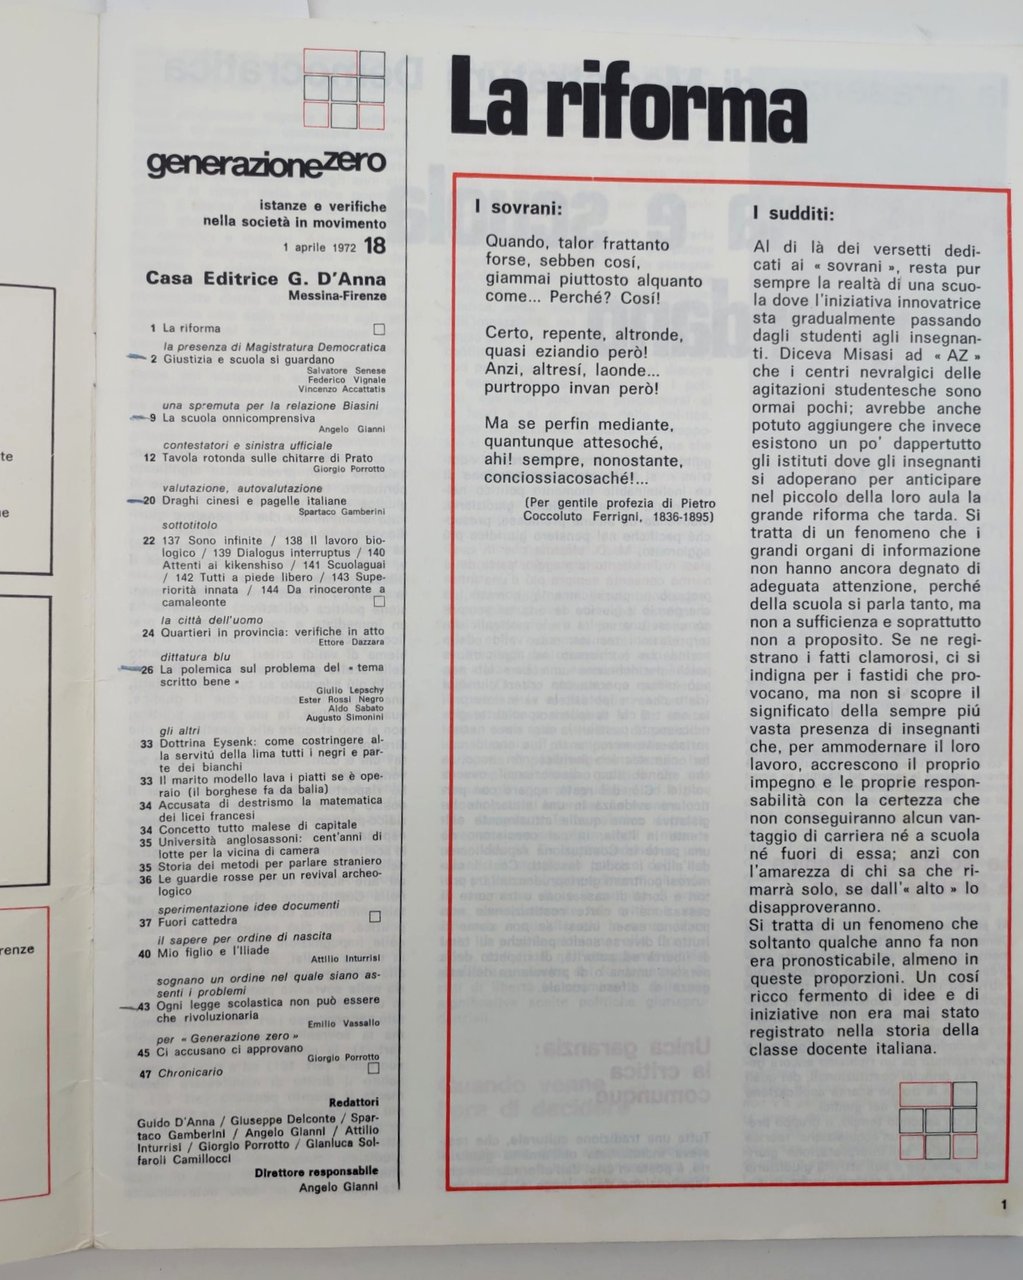 generazionezero
istanze e verifiche
nella società in movimento
1 aprile 1972 18
Casa Editrice G. D'Anna
Messina-Firenze
1 La riforma
la presenza di Magistratura Democratica
2 Giustizia e scuola si guardano
Salvatore Senese
Federico Vignale
Vincenzo Accattatis
una spremuta per la relazione Biasini
9 La scuola onnicomprensiva
Angelo Gianni
contestatori e sinistra ufficiale
12 Tavola rotonda sulle chitarre di Prato
Giorgio Porrotto
valutazione, autovalutazione
20 Draghi cinesi e pagelle italiane
Spartaco Gamberini
sottotitolo
22 137 Sono infinite / 138 Il lavoro bio-
logico / 139 Dialogus interruptus / 140
Attenti ai kikenshiso / 141 Scuolaguai
/ 142 Tutti a piede libero / 143 Supe-
riorità innata / 144 Da rinoceronte a
camaleonte
la città dell'uomo
24 Quartieri in provincia: verifiche in atto
Ettore Dazzara
dittatura blu
26 La polemica sul problema del « tema
scritto bene »
Giulio Lepschy
Ester Rossi Negro
Aldo Sabato
Augusto Simonini
gli altri
33 Dottrina Eysenk: come costringere al-
la servitú della lima tutti i negri e par-
te dei bianchi
33 Il marito modello lava i piatti se è ope-
raio (il borghese fa da balia)
34 Accusata di destrismo la matematica
dei licei francesi
34 Concetto tutto malese di capitale
35 Università anglosassoni: cent'anni di
lotte per la vicina di camera
35 Storia dei metodi per parlare straniero
36 Le guardie rosse per un revival archeo-
logico
sperimentazione idee documenti
37 Fuori cattedra
il sapere per ordine di nascita
40 Mio figlio e l'Iliade
Attilio Inturrisi
sognano un ordine nel quale siano as-
senti i problemi
43 Ogni legge scolastica non può essere
che rivoluzionaria
Emilio Vassallo
per « Generazione zero »
45 Ci accusano ci approvano
Giorgio Porrotto
47 Chronicario
Redattori
Guido D'Anna / Giuseppe Delconte / Spar-
taco Gamberini / Angelo Gianni / Attilio
Inturrisi / Giorgio Porrotto / Gianluca Sol-
faroli Camillocci
Direttore responsabile
Angelo Gianni
La riforma
I sovrani:
Quando, talor frattanto
forse, sebben cosí,
giammai piuttosto alquanto
come... Perché? Cosí!
Certo, repente, altronde,
quasi eziandio però!
Anzi, altresí, laonde...
purtroppo invan però!
Ma se perfin mediante,
quantunque attesoché,
ahi! sempre, nonostante,
conciossiacosaché!...
(Per gentile profezia di Pietro
Coccoluto Ferrigni, 1836-1895)
I sudditi:
Al di là dei versetti dedi-
cati ai « sovrani », resta pur
sempre la realtà di una scuo-
la dove l'iniziativa innovatrice
sta gradualmente passando
dagli studenti agli insegnan-
ti. Diceva Misasi ad « AZ »
che i centri nevralgici delle
agitazioni studentesche sono
ormai pochi; avrebbe anche
potuto aggiungere che invece
esistono un po' dappertutto
gli istituti dove gli insegnanti
si adoperano per anticipare
nel piccolo della loro aula la
grande riforma che tarda. Si
tratta di un fenomeno che i
grandi organi di informazione
non hanno ancora degnato di
adeguata attenzione, perché
della scuola si parla tanto, ma
non a sufficienza e soprattutto
non a proposito. Se ne regi-
strano i fatti clamorosi, ci si
indigna per i fastidi che pro-
vocano, ma non si scopre il
significato della sempre piú
vasta presenza di insegnanti
che, per ammodernare il loro
lavoro, accrescono il proprio
impegno e le proprie respon-
sabilità con la certezza che
non conseguiranno alcun van-
taggio di carriera né a scuola
né fuori di essa; anzi con
l'amarezza di chi sa che ri-
marrà solo, se dall'« alto » lo
disapproveranno.
Si tratta di un fenomeno che
soltanto qualche anno fa non
era pronosticabile, almeno in
queste proporzioni. Un cosí
ricco fermento di idee e di
iniziative non era mai stato
registrato nella storia della
classe docente italiana.
1